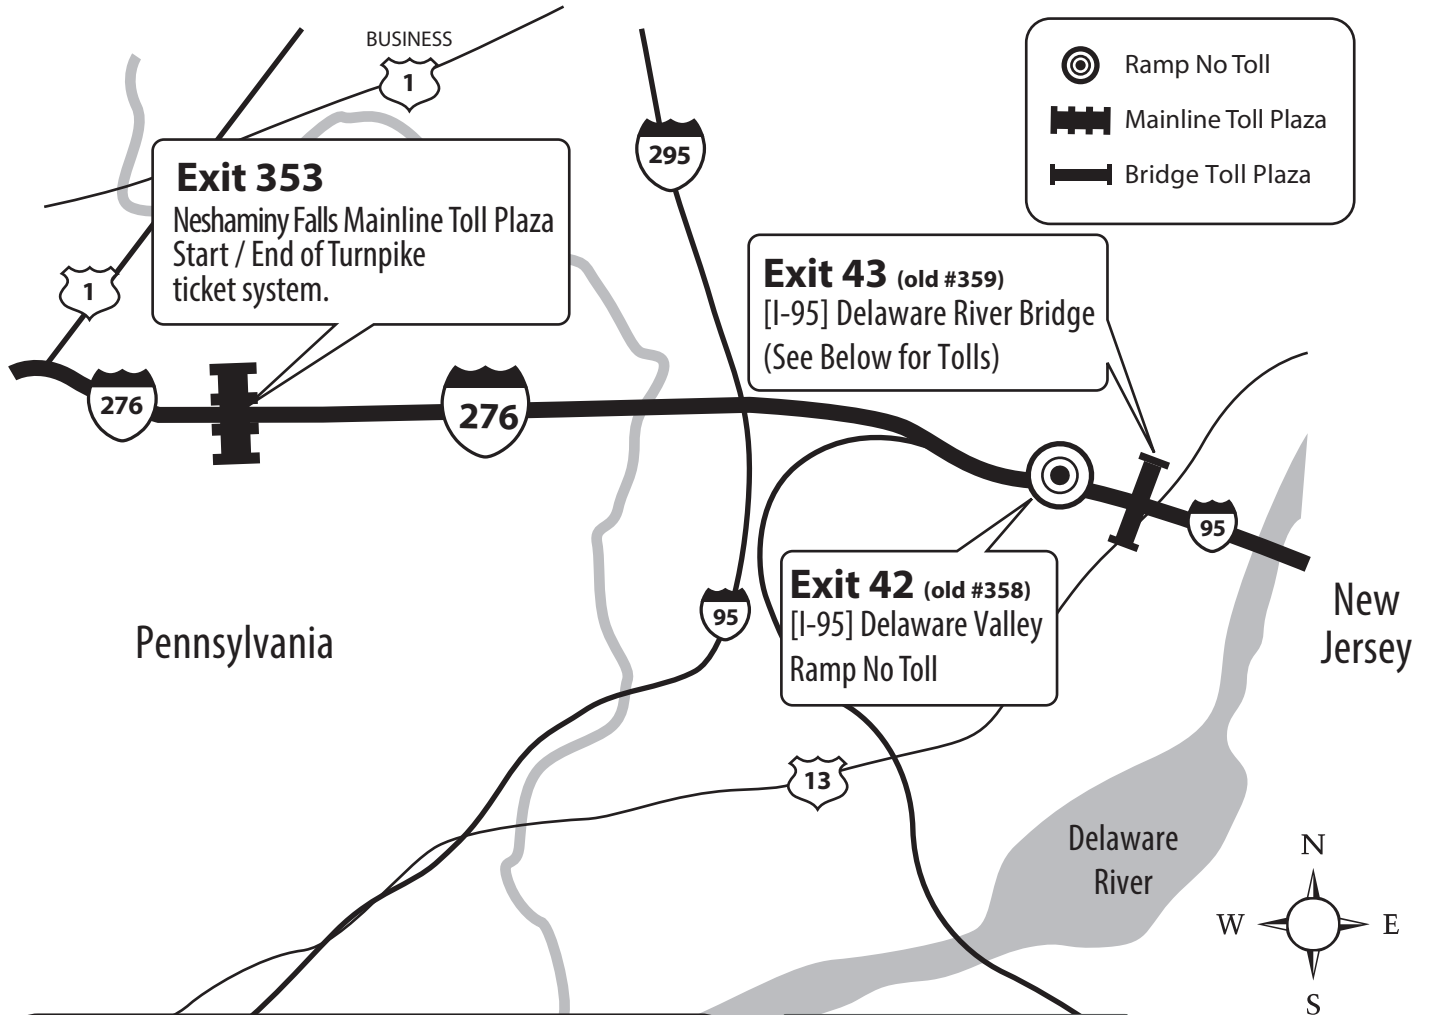 BUSINESS
1
295
Ramp No Toll
Mainline Toll Plaza
Bridge Toll Plaza
Exit 353
Neshaminy Falls Mainline Toll Plaza
Start / End of Turnpike
ticket system.
1
Exit 43 (old #359)
[I-95] Delaware River Bridge
(See Below for Tolls)
276
276
95
Exit 42 (old #358)
[I-95] Delaware Valley
Ramp No Toll
95
Pennsylvania
New
Jersey
13
Delaware
River
N
W
E
S